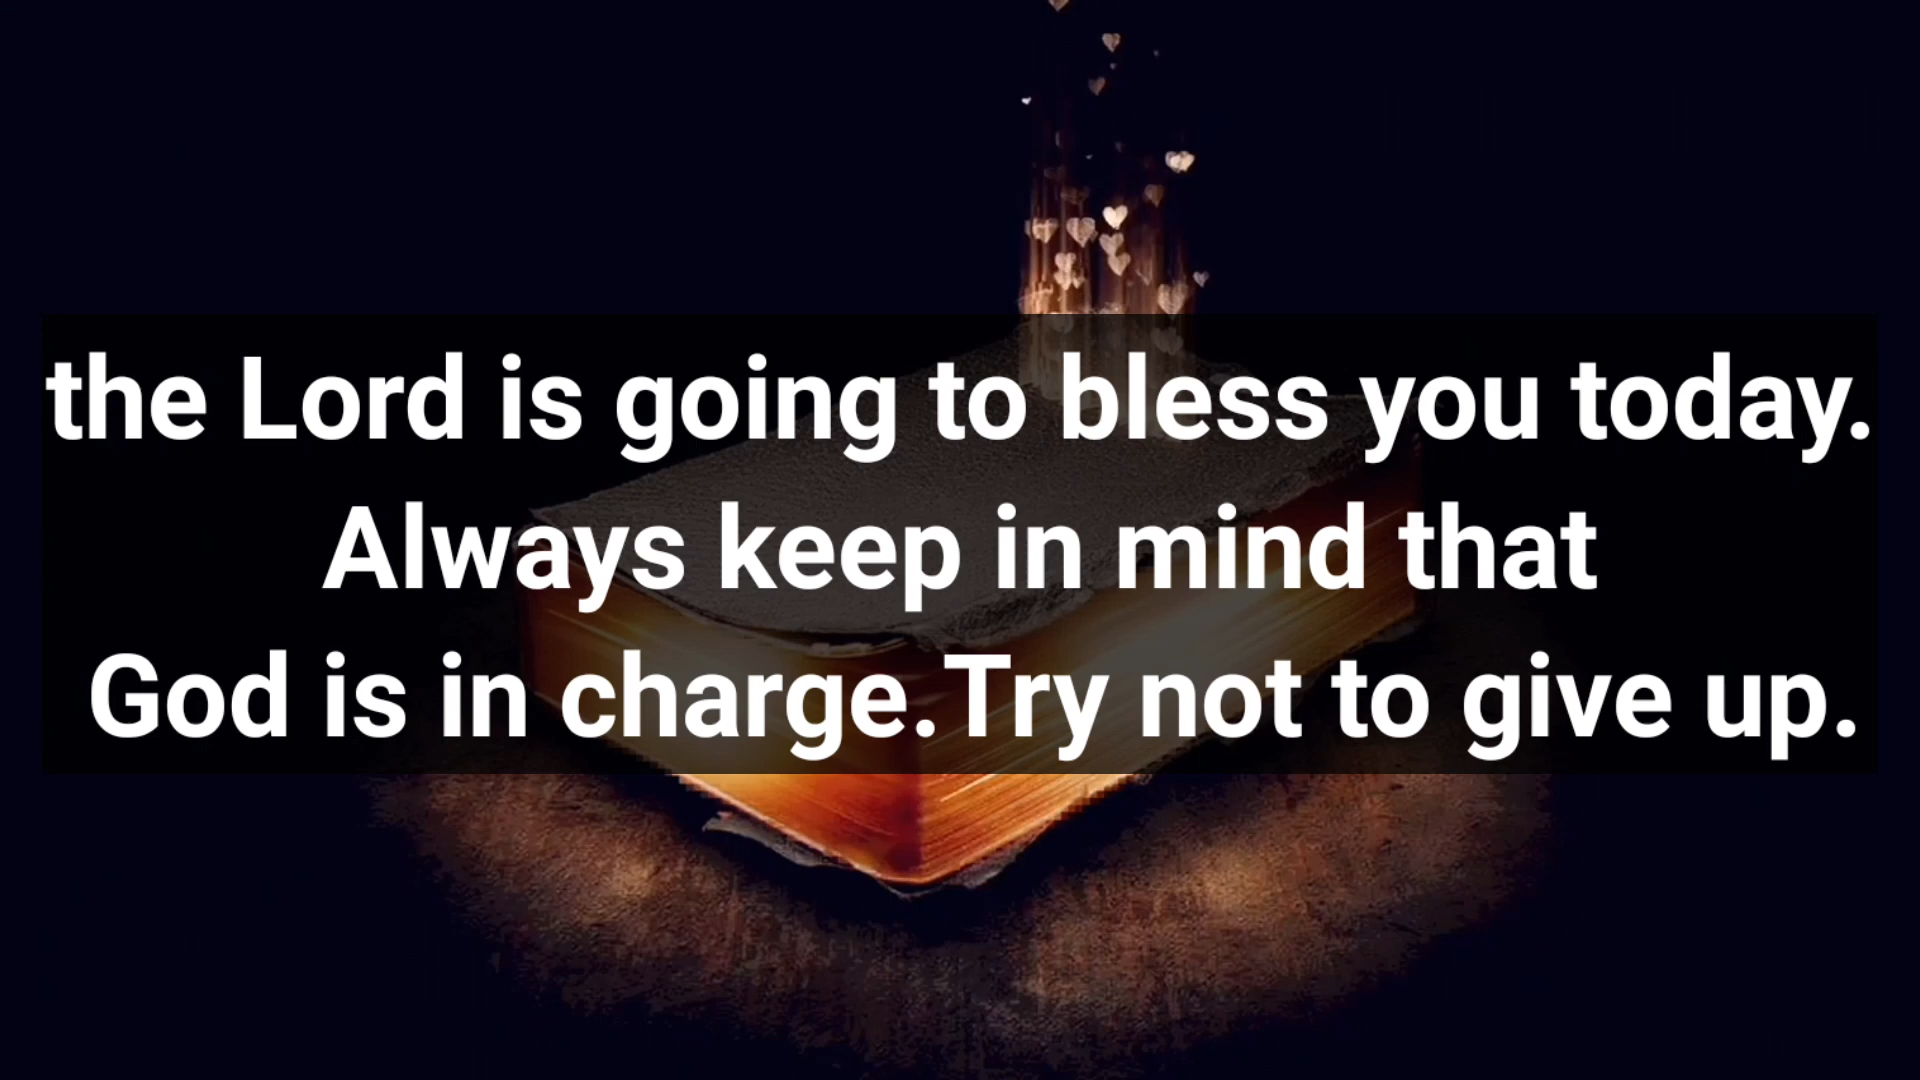 the Lord is going to bless you today.
Always keep in mind that
God is in charge.Try not to give up.